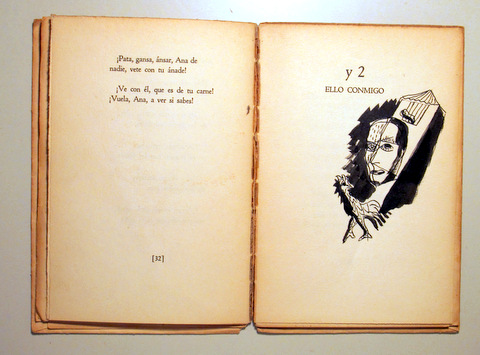 ¡Pata, gansa, ánsar, Ana de
nadie, vete con tu ánade!
¡Ve con él, que es de tu carne!
¡Vuela, Ana, a ver si sabes!
[32]
y 2
ELLO CONMIGO